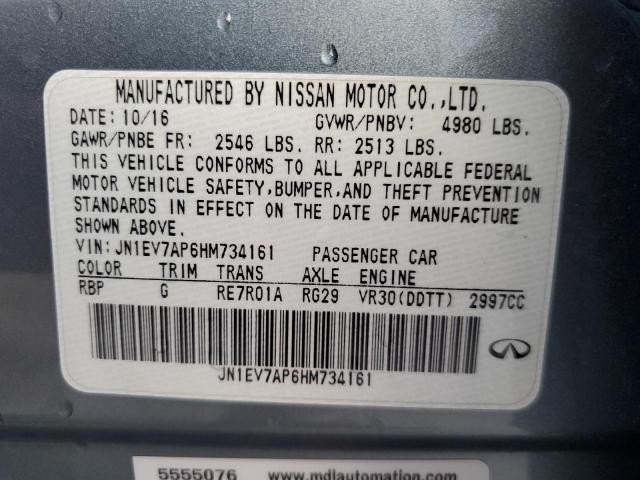 MANUFACTURED BY NISSAN MOTOR CO.,LTD.
DATE: 10/16 GVWR/PNBV: 4980 LBS.
GAWR/PNBE FR: 2546 LBS. RR: 2513 LBS.
THIS VEHICLE CONFORMS TO ALL APPLICABLE FEDERAL
MOTOR VEHICLE SAFETY,BUMPER,AND THEFT PREVENTION
STANDARDS IN EFFECT ON THE DATE OF MANUFACTURE
SHOWN ABOVE.
VIN:JN1EV7AP6HM734161 PASSENGER CAR
COLOR TRIM TRANS AXLE ENGINE
RBP G RE7R01A RG29 VR30(DDTT) 2997CC
JN1EV7AP6HM734161
5555076 www.mdlautomation.com